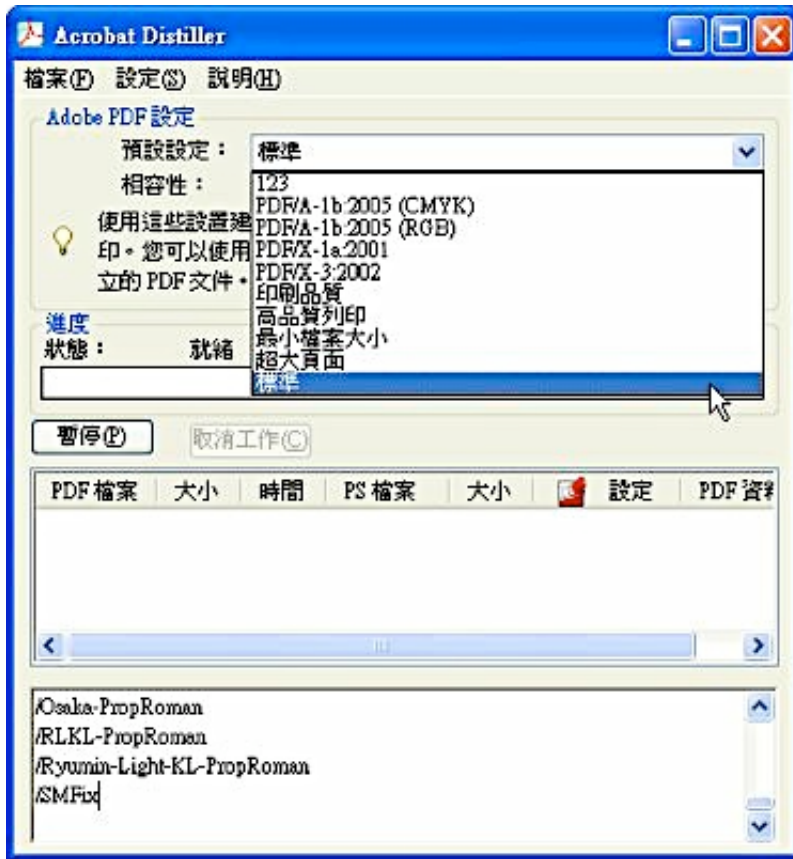 Acrobat Distiller
檔案(F) 設定(S) 說明(H)
Adobe PDF 設定
預設設定： 標準
相容性：
123
PDF/A-1b:2005 (CMYK)
PDF/A-1b:2005 (RGB)
PDF/X-1a:2001
PDF/X-3:2002
印刷品質
高品質列印
最小檔案大小
超大頁面
標準
使用這些設置建
印。您可以使用
立的 PDF 文件。
進度
狀態： 就緒
暫停(P) 取消工作(C)
PDF 檔案 大小 時間 PS 檔案 大小 設定 PDF 資料
/Osaka-PropRoman
/RLKL-PropRoman
/Ryumin-Light-KL-PropRoman
/SMFix